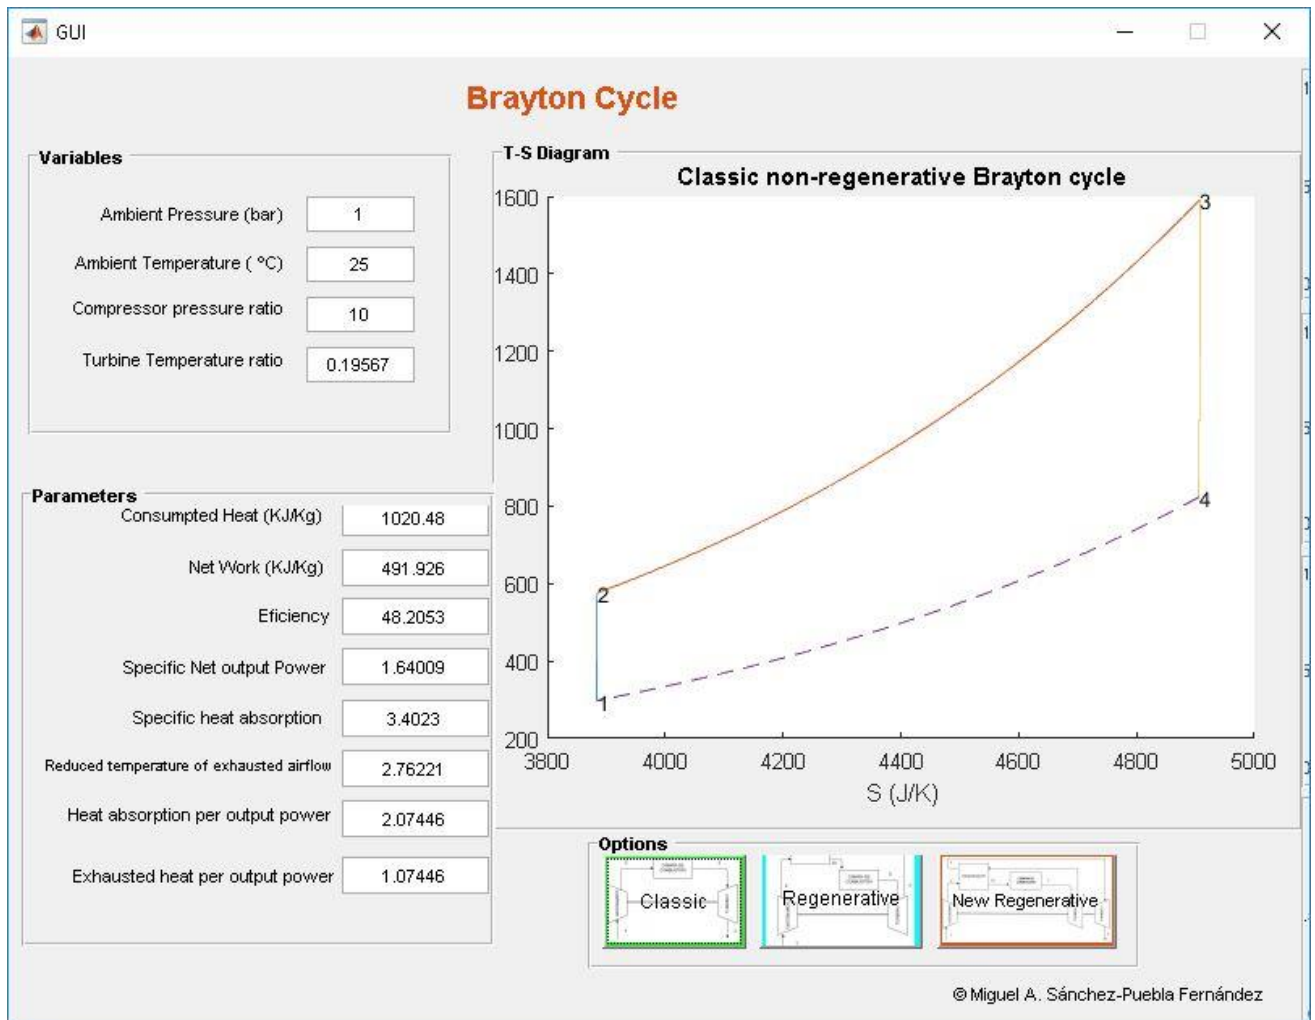 GUI
Brayton Cycle
Variables
Ambient Pressure (bar) 1
Ambient Temperature ( ºC) 25
Compressor pressure ratio 10
Turbine Temperature ratio 0.19567
Parameters
Consumpted Heat (KJ/Kg) 1020.48
Net Work (KJ/Kg) 491.926
Eficiency 48.2053
Specific Net output Power 1.64009
Specific heat absorption 3.4023
Reduced temperature of exhausted airflow 2.76221
Heat absorption per output power 2.07446
Exhausted heat per output power 1.07446
T-S Diagram
Classic non-regenerative Brayton cycle
1600
1400
1200
1000
800
600
400
200
3
4
2
1
3800 4000 4200 4400 4600 4800 5000
S (J/K)
Options
Classic Regenerative New Regenerative
© Miguel A. Sánchez-Puebla Fernández